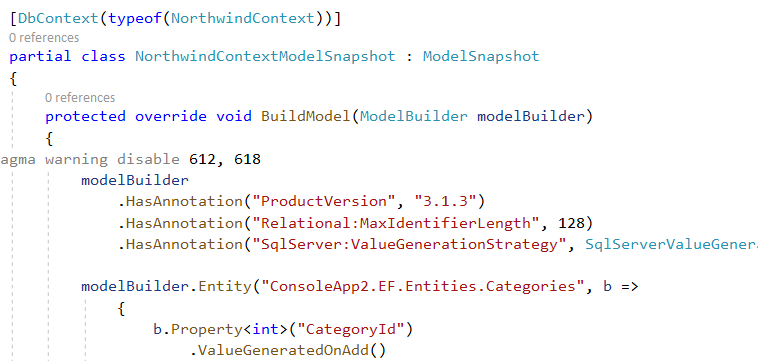 [DbContext(typeof(NorthwindContext))]
0 references
partial class NorthwindContextModelSnapshot : ModelSnapshot
{
0 references
protected override void BuildModel(ModelBuilder modelBuilder)
{
agma warning disable 612, 618
modelBuilder
.HasAnnotation("ProductVersion", "3.1.3")
.HasAnnotation("Relational:MaxIdentifierLength", 128)
.HasAnnotation("SqlServer:ValueGenerationStrategy", SqlServerValueGenera
modelBuilder.Entity("ConsoleApp2.EF.Entities.Categories", b =>
{
b.Property<int>("CategoryId")
.ValueGeneratedOnAdd()